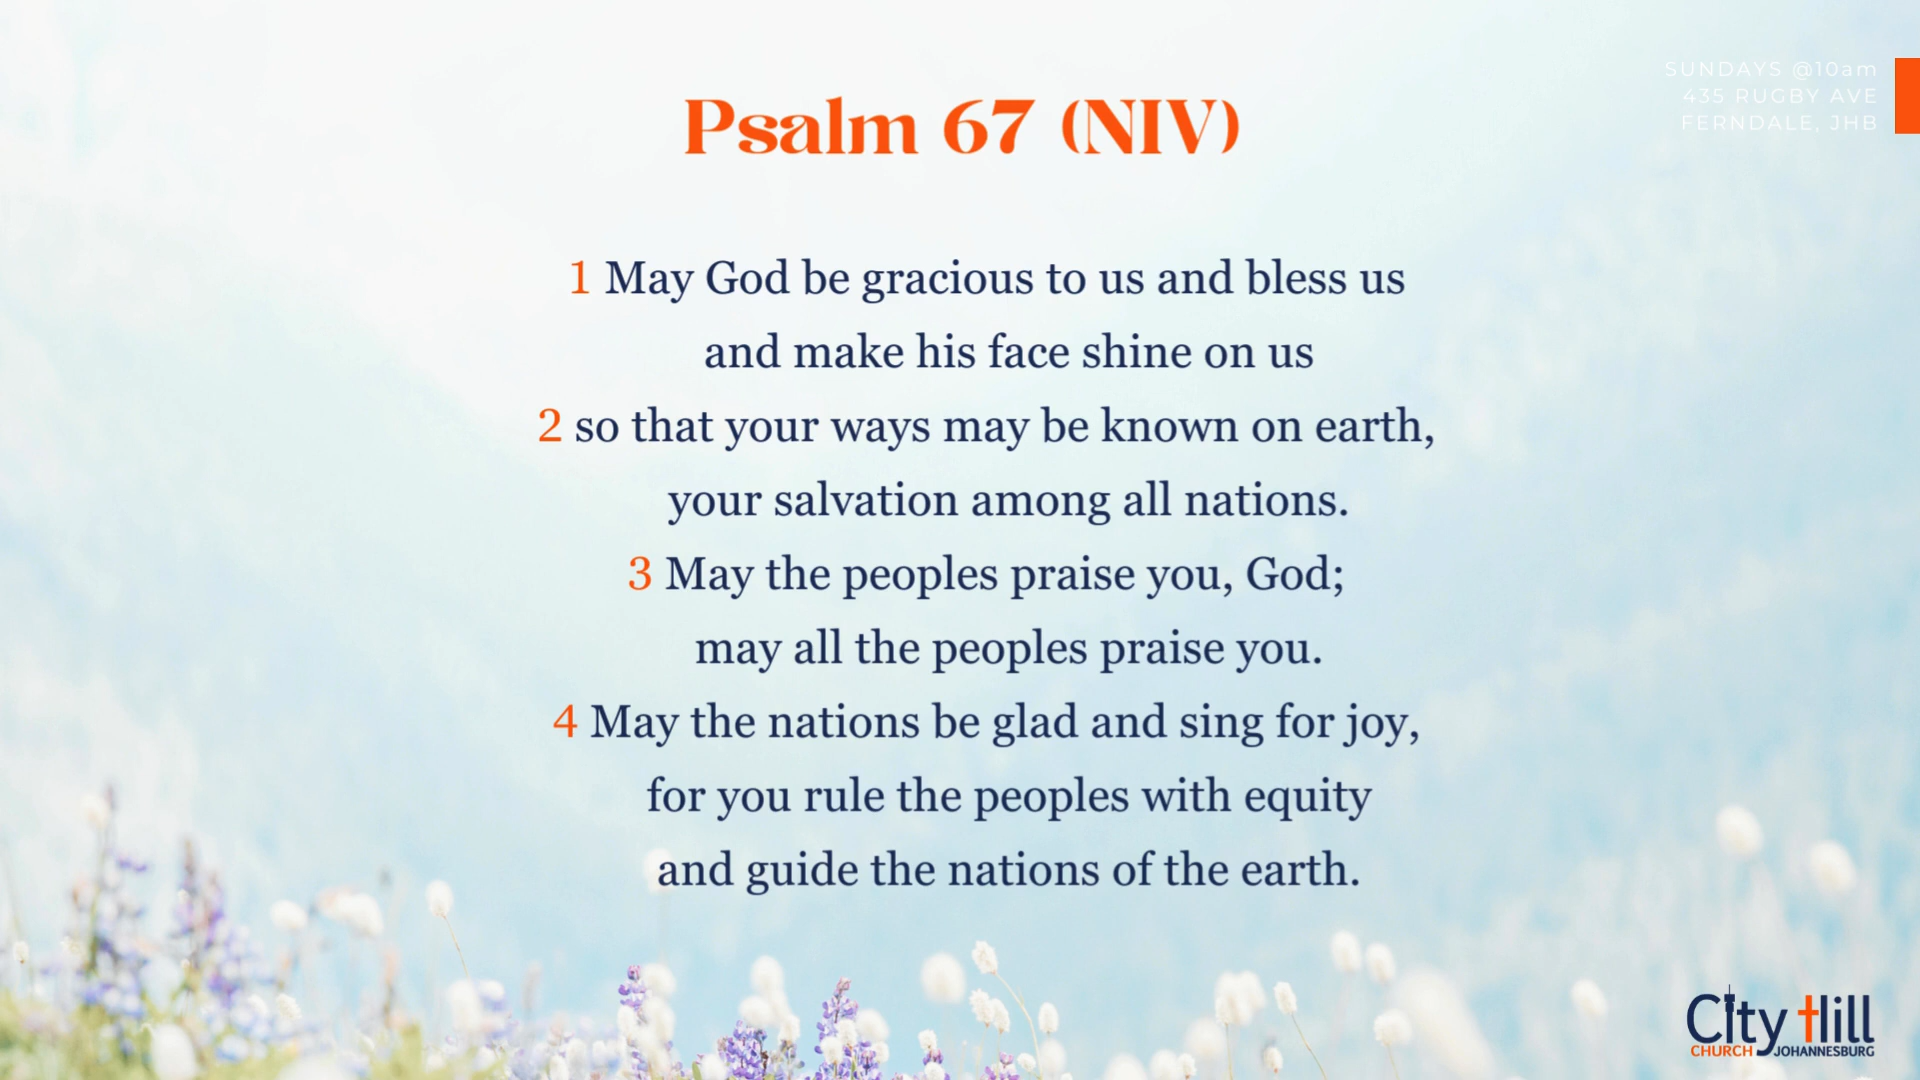 SUNDAYS @10am
435 RUGBY AVE
FERNDALE, JHB
Psalm 67 (NIV)
1 May God be gracious to us and bless us
and make his face shine on us
2 so that your ways may be known on earth,
your salvation among all nations.
3 May the peoples praise you, God;
may all the peoples praise you.
4 May the nations be glad and sing for joy,
for you rule the peoples with equity
and guide the nations of the earth.
City Hill
CHURCH JOHANNESBURG